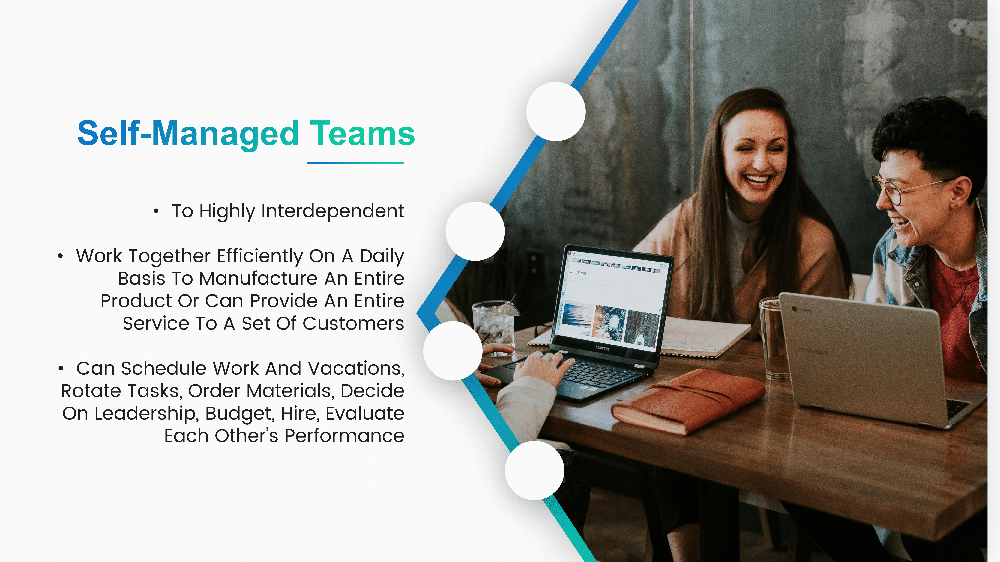 Self-Managed Teams
• To Highly Interdependent
• Work Together Efficiently On A Daily
Basis To Manufacture An Entire
Product Or Can Provide An Entire
Service To A Set Of Customers
• Can Schedule Work And Vacations,
Rotate Tasks, Order Materials, Decide
On Leadership, Budget, Hire, Evaluate
Each Other's Performance